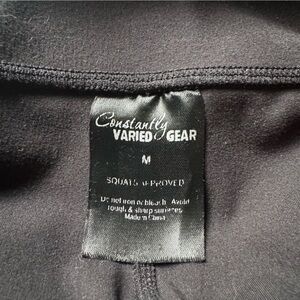 Constantly
VARIED GEAR
M
SQUATS APPROVED
Do not iron or bleach. Avoid
rough & sharp surfaces
Made in China